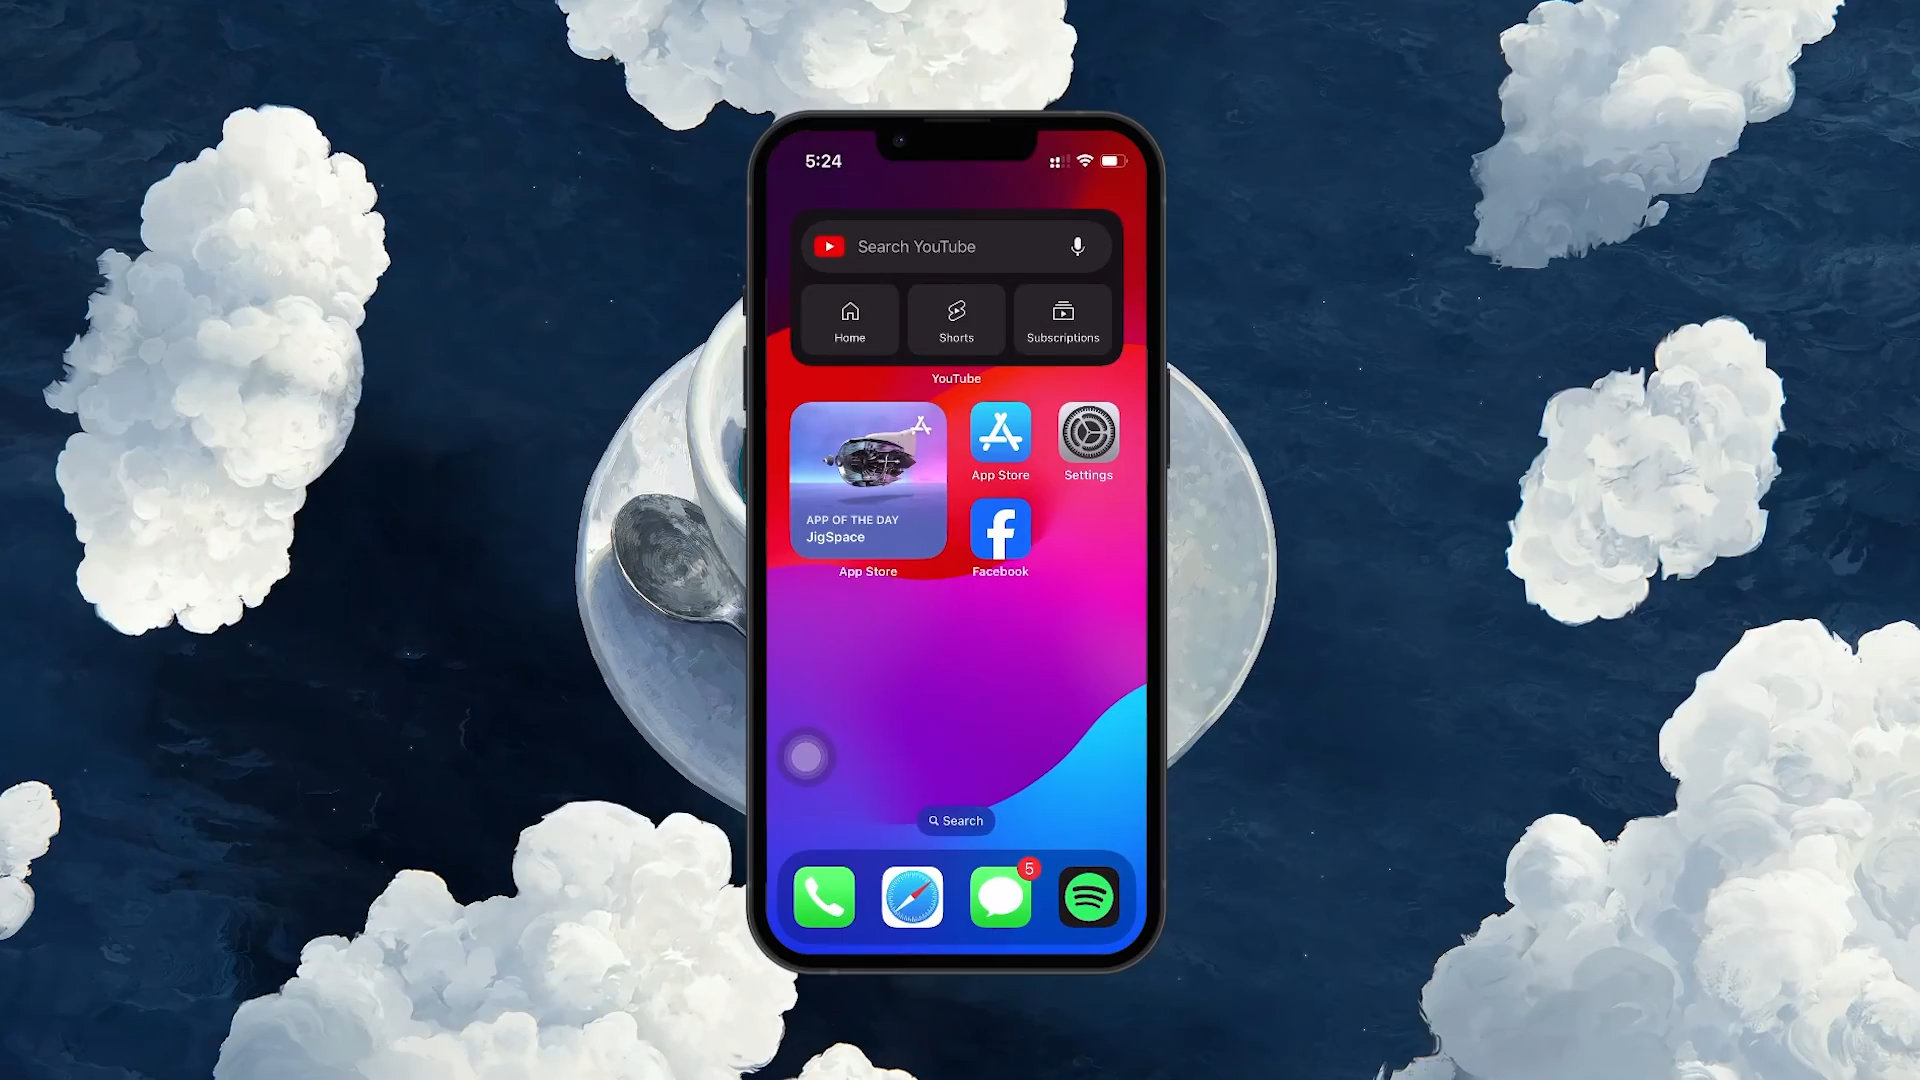 5:24
Search YouTube
Home
Shorts
Subscriptions
YouTube
APP OF THE DAY
JigSpace
App Store
App Store
Settings
Facebook
Search
5